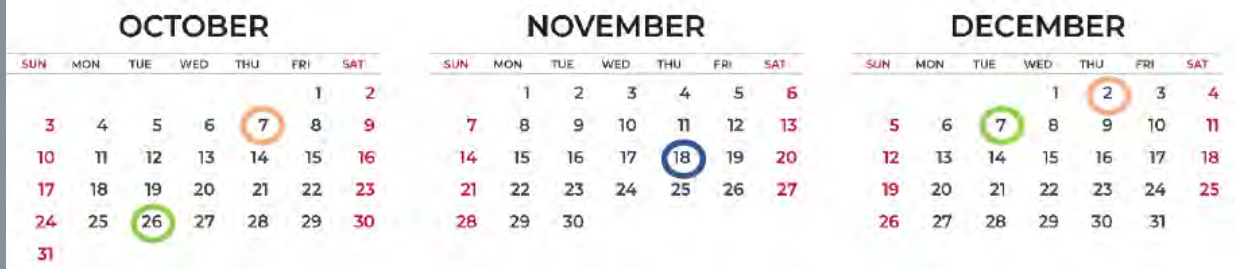 OCTOBER
SUN MON TUE WED THU FRI SAT
1 2
3 4 5 6 7 8 9
10 11 12 13 14 15 16
17 18 19 20 21 22 23
24 25 26 27 28 29 30
31
NOVEMBER
SUN MON TUE WED THU FRI SAT
1 2 3 4 5 6
7 8 9 10 11 12 13
14 15 16 17 18 19 20
21 22 23 24 25 26 27
28 29 30
DECEMBER
SUN MON TUE WED THU FRI SAT
1 2 3 4
5 6 7 8 9 10 11
12 13 14 15 16 17 18
19 20 21 22 23 24 25
26 27 28 29 30 31